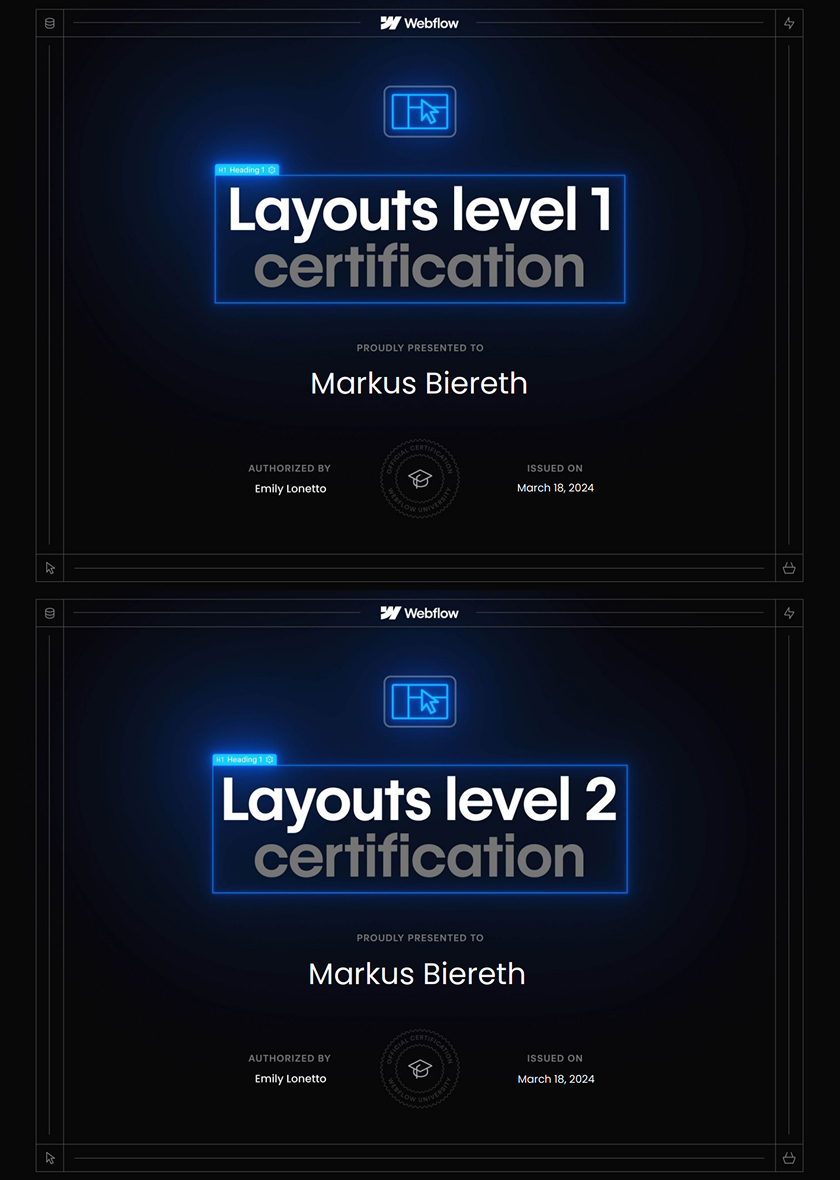 Webflow
H1 Heading 1
Layouts level 1
certification
PROUDLY PRESENTED TO
Markus Biereth
AUTHORIZED BY
Emily Lonetto
OFFICIAL CERTIFICATION
WEBFLOW UNIVERSITY
ISSUED ON
March 18, 2024
Webflow
H1 Heading 1
Layouts level 2
certification
PROUDLY PRESENTED TO
Markus Biereth
AUTHORIZED BY
Emily Lonetto
OFFICIAL CERTIFICATION
WEBFLOW UNIVERSITY
ISSUED ON
March 18, 2024